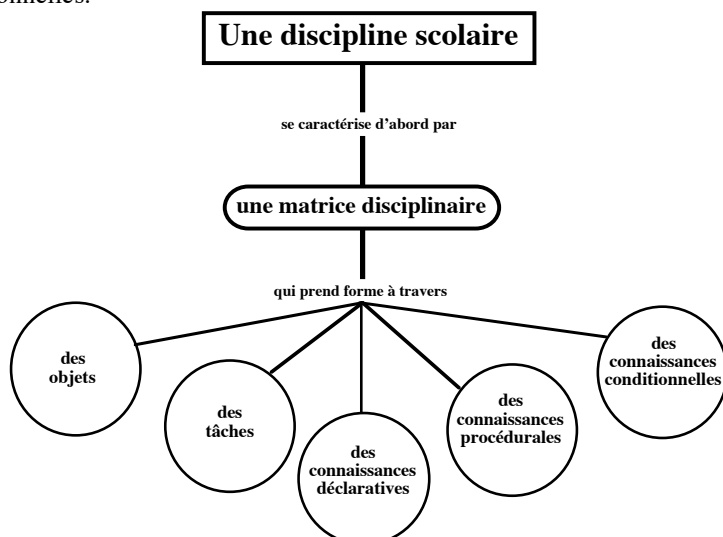 Une discipline scolaire
se caractérise d’abord par
une matrice disciplinaire
qui prend forme à travers
des
objets
des
tâches
des
connaissances
déclaratives
des
connaissances
procédurales
des
connaissances
conditionnelles